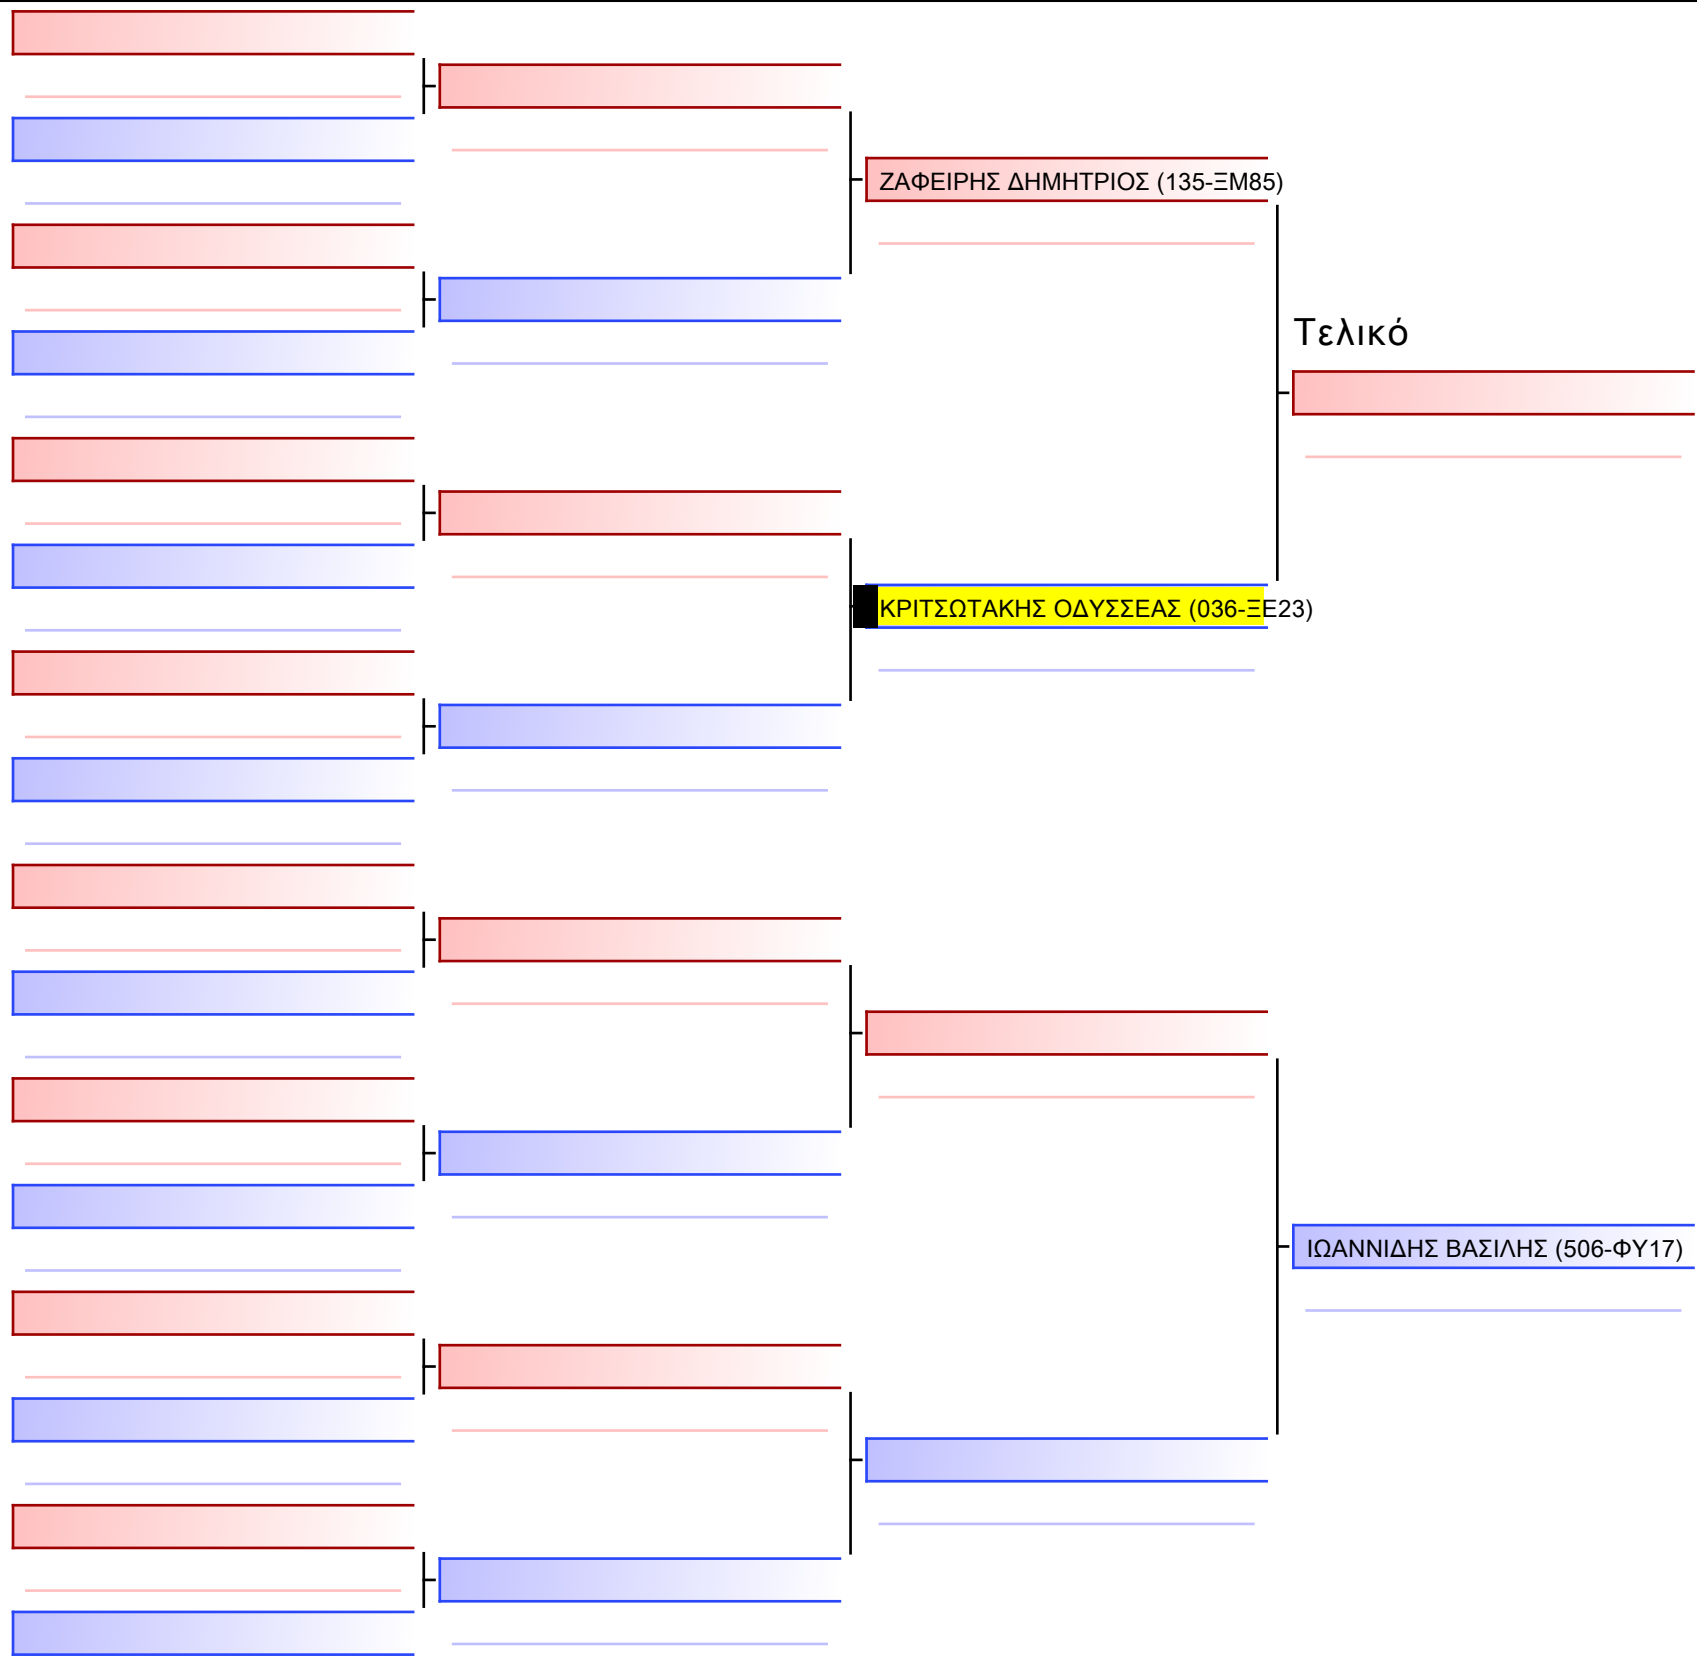 ΖΑΦΕΙΡΗΣ ΔΗΜΗΤΡΙΟΣ (135-ΞΜ85)
Τελικό
ΚΡΙΤΣΩΤΑΚΗΣ ΟΔΥΣΣΕΑΣ (036-ΞΕ23)
ΙΩΑΝΝΙΔΗΣ ΒΑΣΙΛΗΣ (506-ΦΥ17)